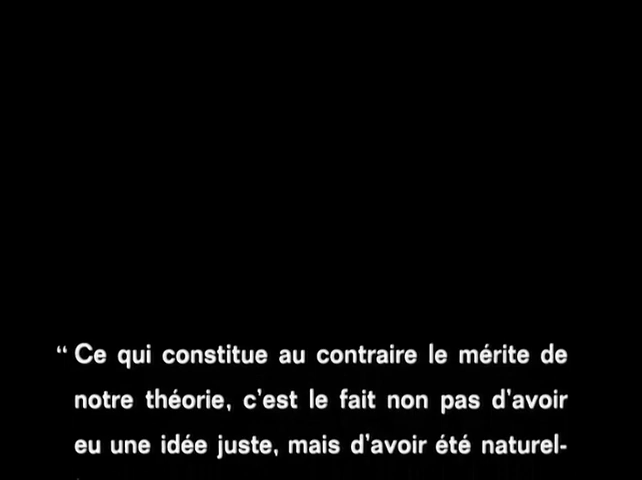 “ Ce qui constitue au contraire le mérite de
notre théorie, c’est le fait non pas d’avoir
eu une idée juste, mais d’avoir été naturel-